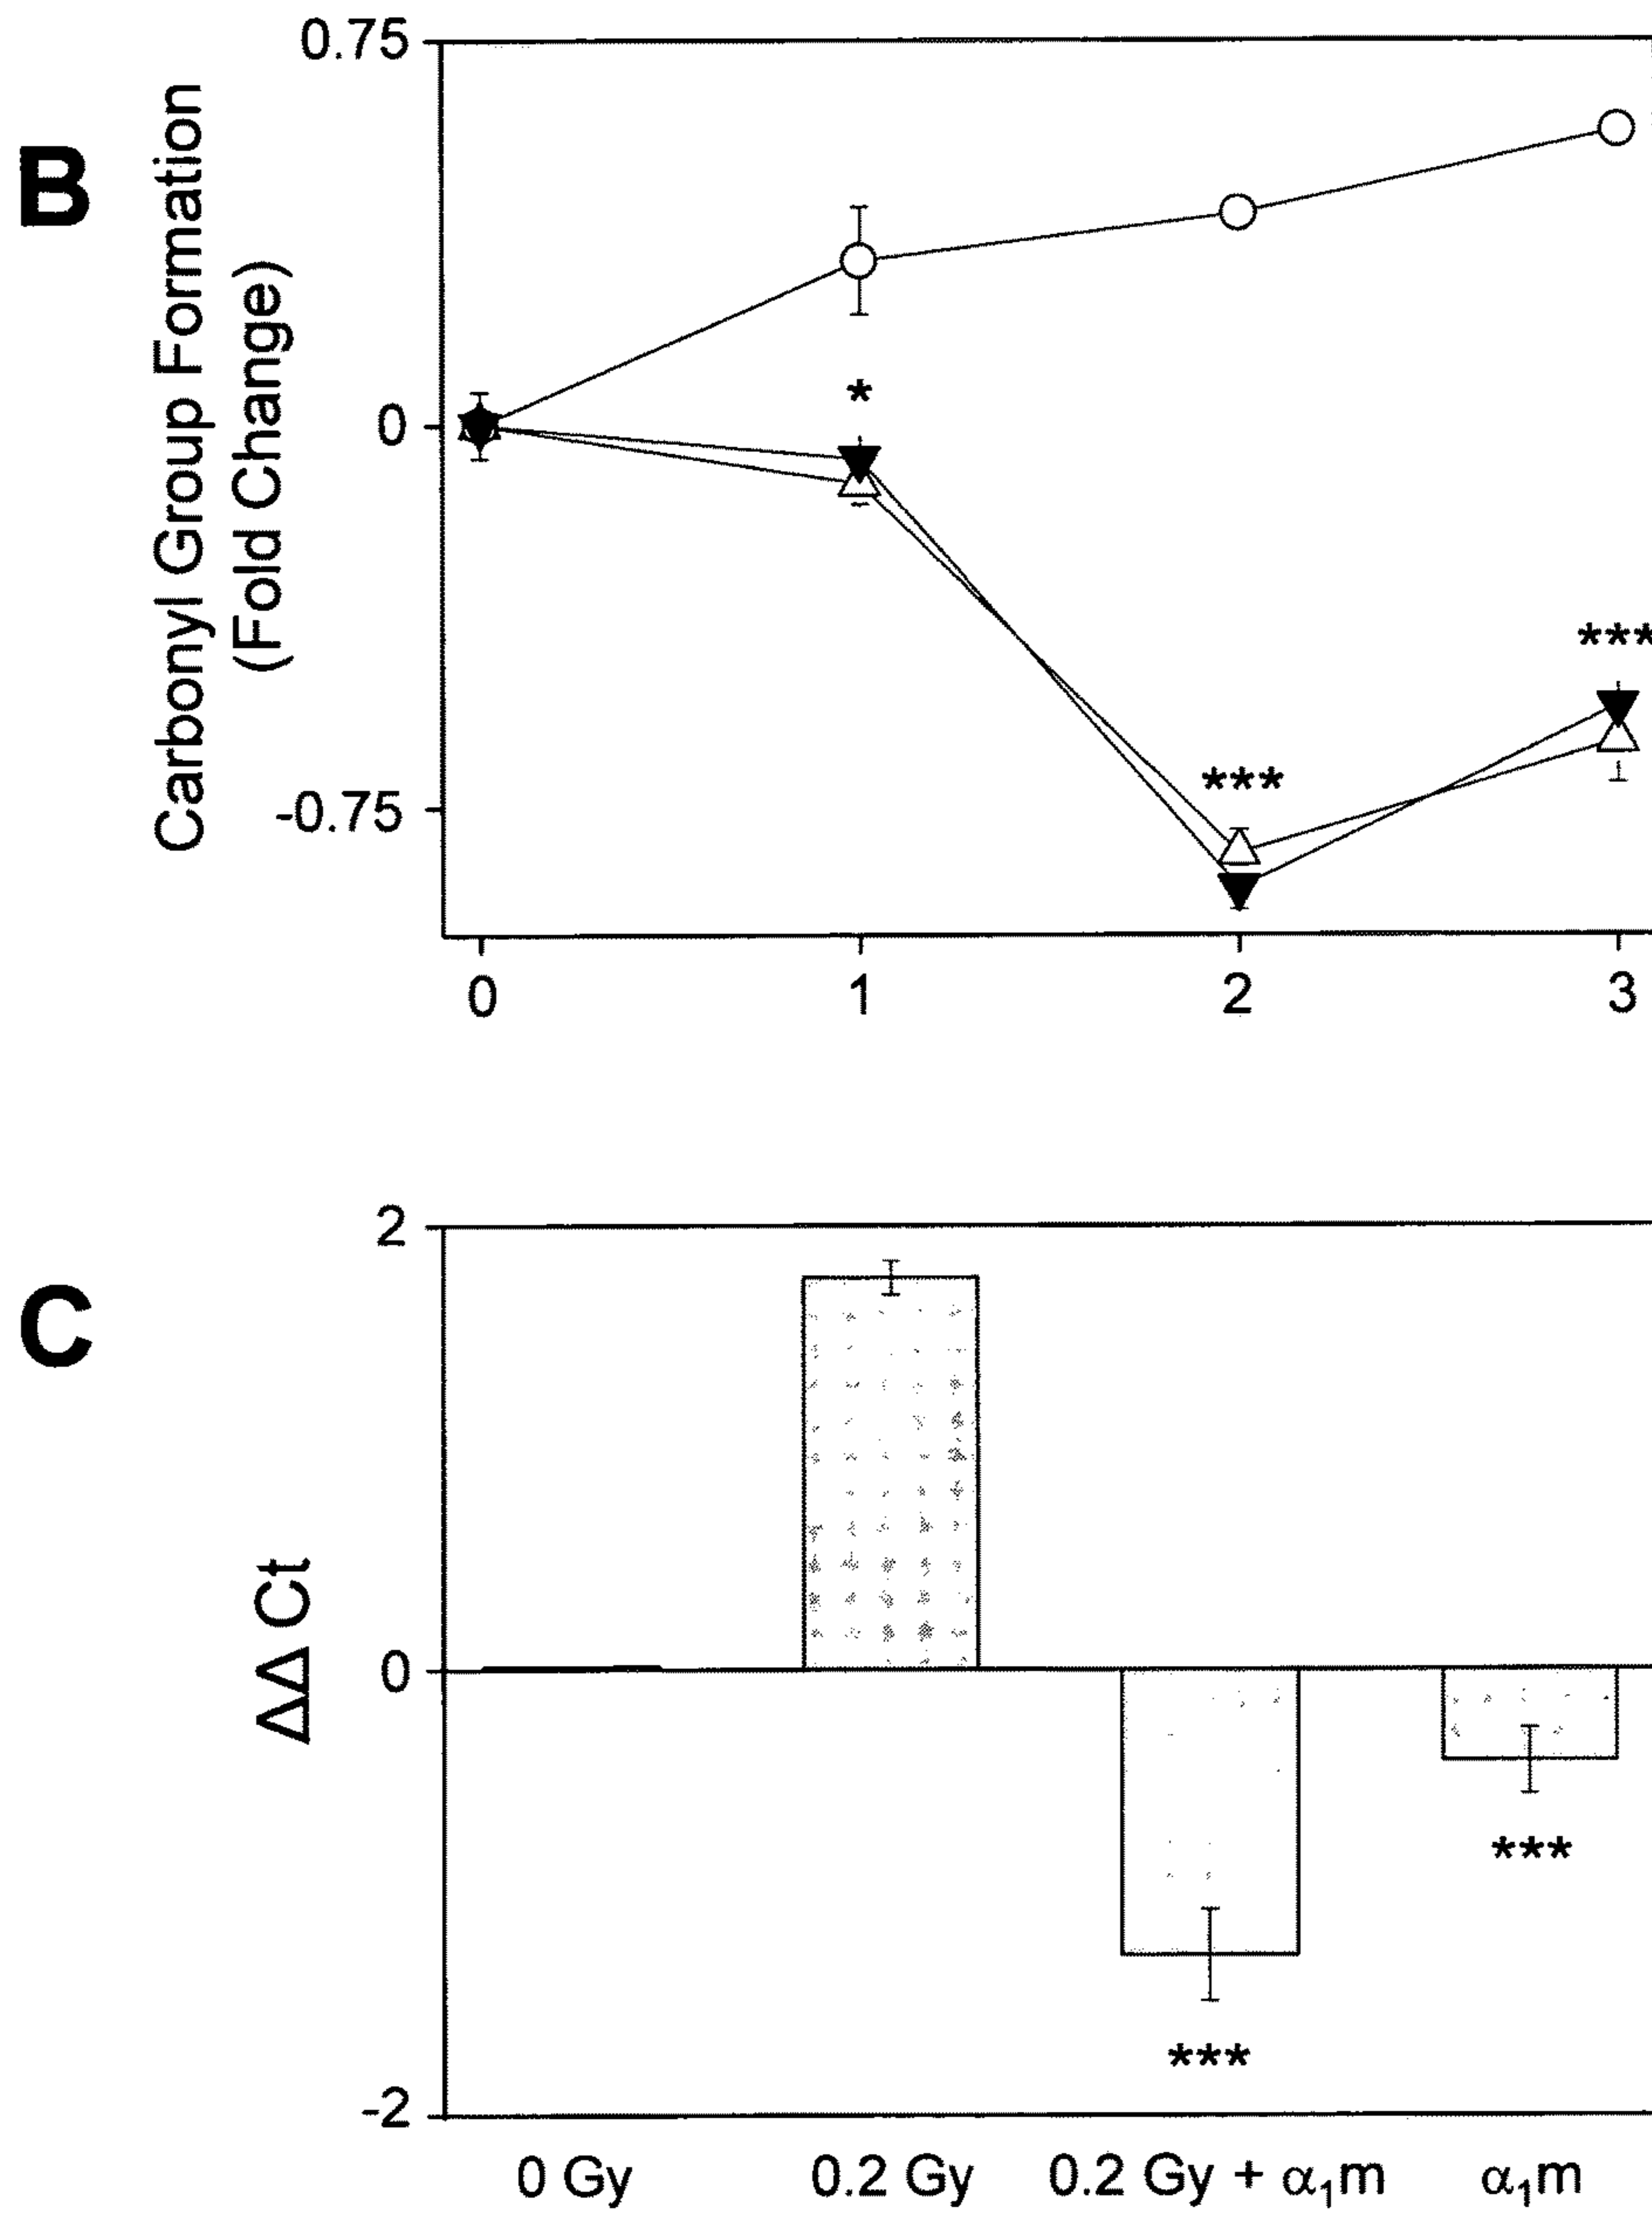 B
Carbonyl Group Formation
(Fold Change)
0.75
0
-0.75
*
***
***
0 1 2 3
C
ΔΔ Ct
2
0
-2
***
***
0 Gy 0.2 Gy 0.2 Gy + α₁m α₁m